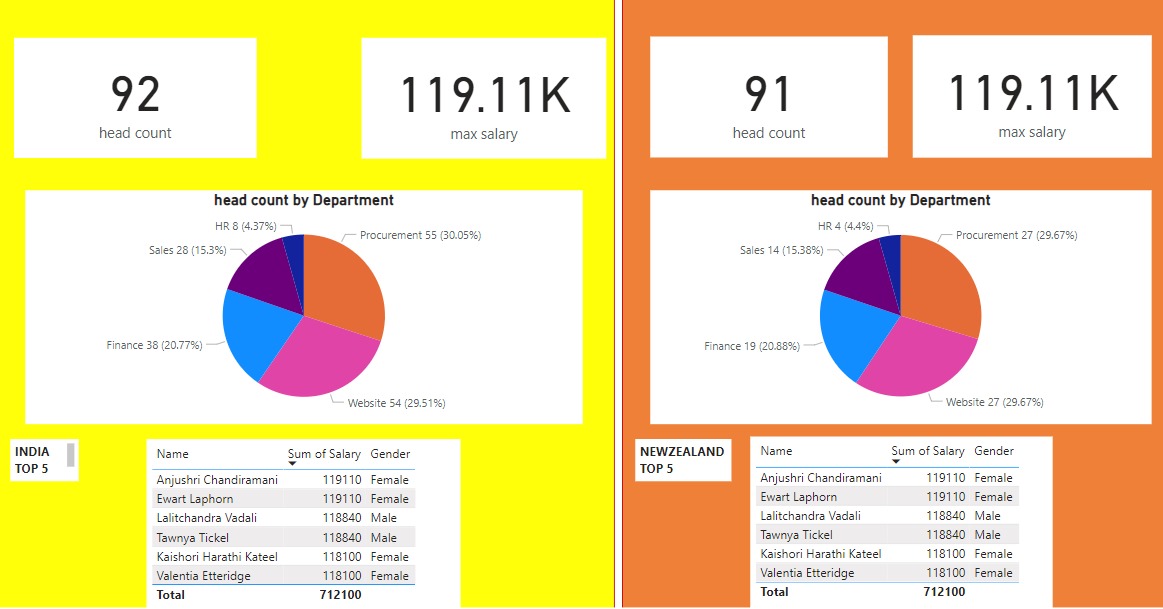 92
head count
119.11K
max salary
head count by Department
HR 8 (4.37%)
Procurement 55 (30.05%)
Sales 28 (15.3%)
Finance 38 (20.77%)
Website 54 (29.51%)
INDIA
TOP 5
Name Sum of Salary Gender
Anjushri Chandiramani 119110 Female
Ewart Laphorn 119110 Female
Lalitchandra Vadali 118840 Male
Tawnya Tickel 118840 Male
Kaishori Harathi Kateel 118100 Female
Valentia Etteridge 118100 Female
Total 712100
91
head count
119.11K
max salary
head count by Department
HR 4 (4.4%)
Procurement 27 (29.67%)
Sales 14 (15.38%)
Finance 19 (20.88%)
Website 27 (29.67%)
NEWZEALAND
TOP 5
Name Sum of Salary Gender
Anjushri Chandiramani 119110 Female
Ewart Laphorn 119110 Female
Lalitchandra Vadali 118840 Male
Tawnya Tickel 118840 Male
Kaishori Harathi Kateel 118100 Female
Valentia Etteridge 118100 Female
Total 712100